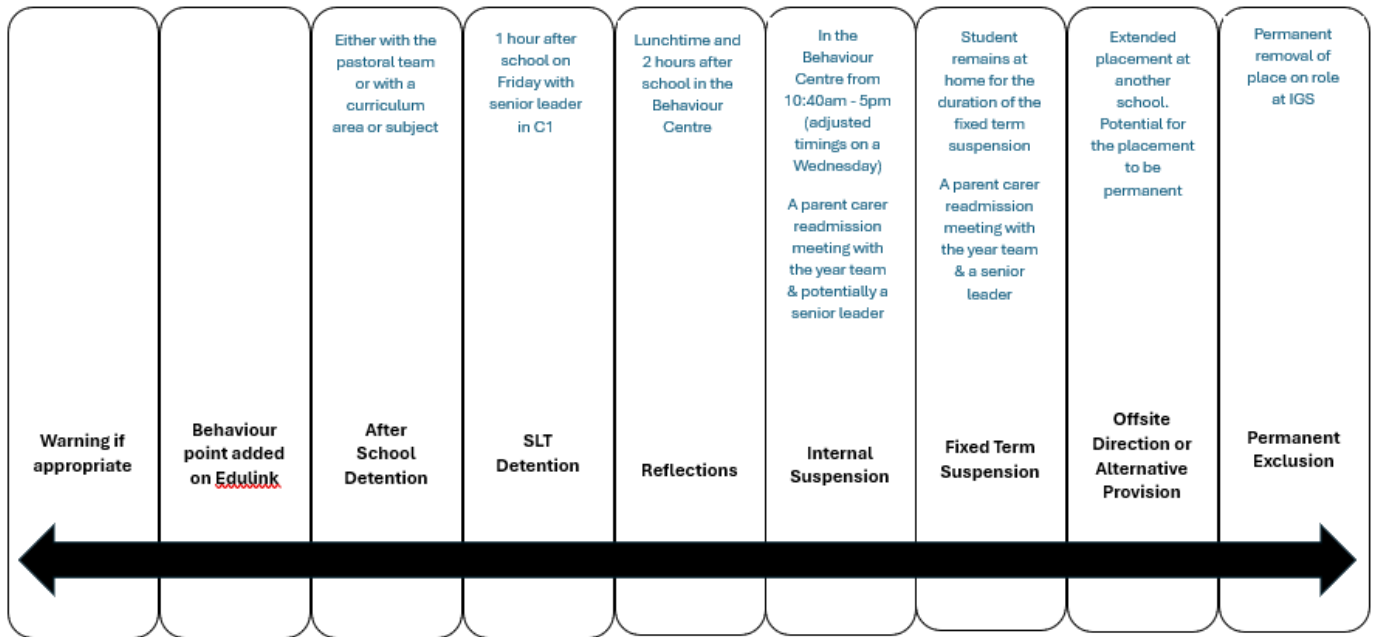 Warning if
appropriate
Behaviour
point added
on Edulink
Either with the
pastoral team
or with a
curriculum
area or subject
After
School
Detention
1 hour after
school on
Friday with
senior leader
in C1
SLT
Detention
Lunchtime and
2 hours after
school in the
Behaviour
Centre
Reflections
In the
Behaviour
Centre from
10:40am - 5pm
(adjusted
timings on a
Wednesday)
A parent carer
readmission
meeting with
the year team
& potentially a
senior leader
Internal
Suspension
Student
remains at
home for the
duration of the
fixed term
suspension
A parent carer
readmission
meeting with
the year team
& a senior
leader
Fixed Term
Suspension
Extended
placement at
another
school.
Potential for
the placement
to be
permanent
Offsite
Direction or
Alternative
Provision
Permanent
removal of
place on role
at IGS
Permanent
Exclusion